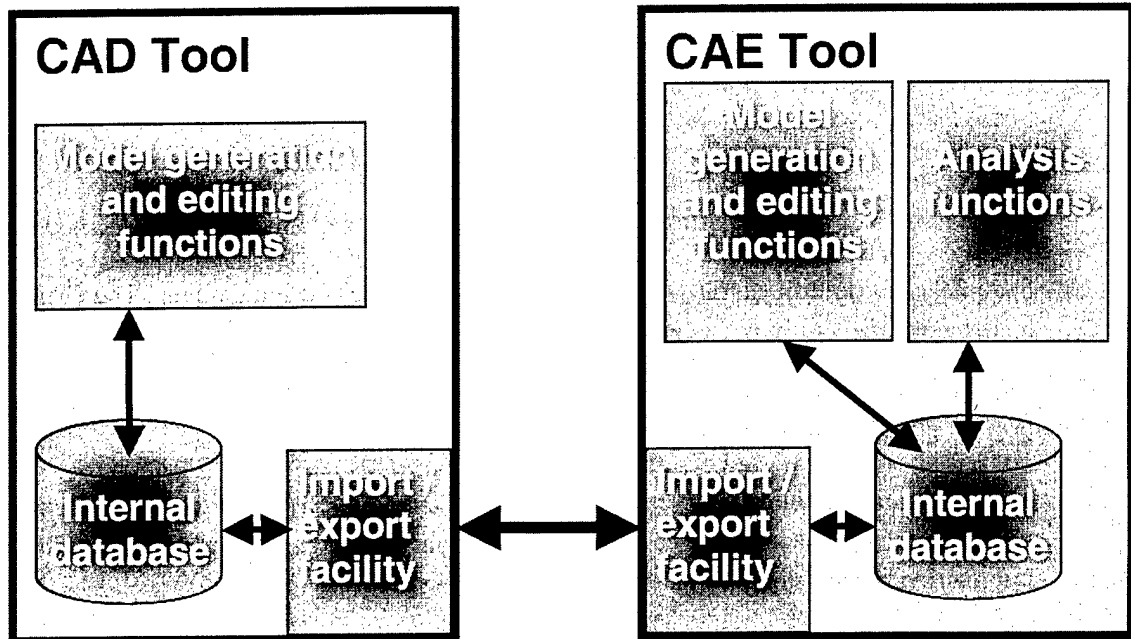 CAD Tool
Model generation
and editing
functions
Internal
database
Import /
export
facility
CAE Tool
Model
generation
and editing
functions
Analysis
functions
Import /
export
facility
Internal
database